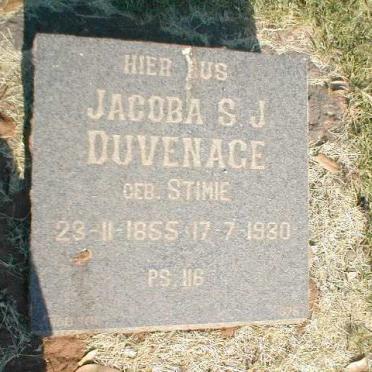 HIER RUS
JACOBA S J
DUVENAGE
GEB. STIMIE
23-11-1855 17-7-1930
PS. 116